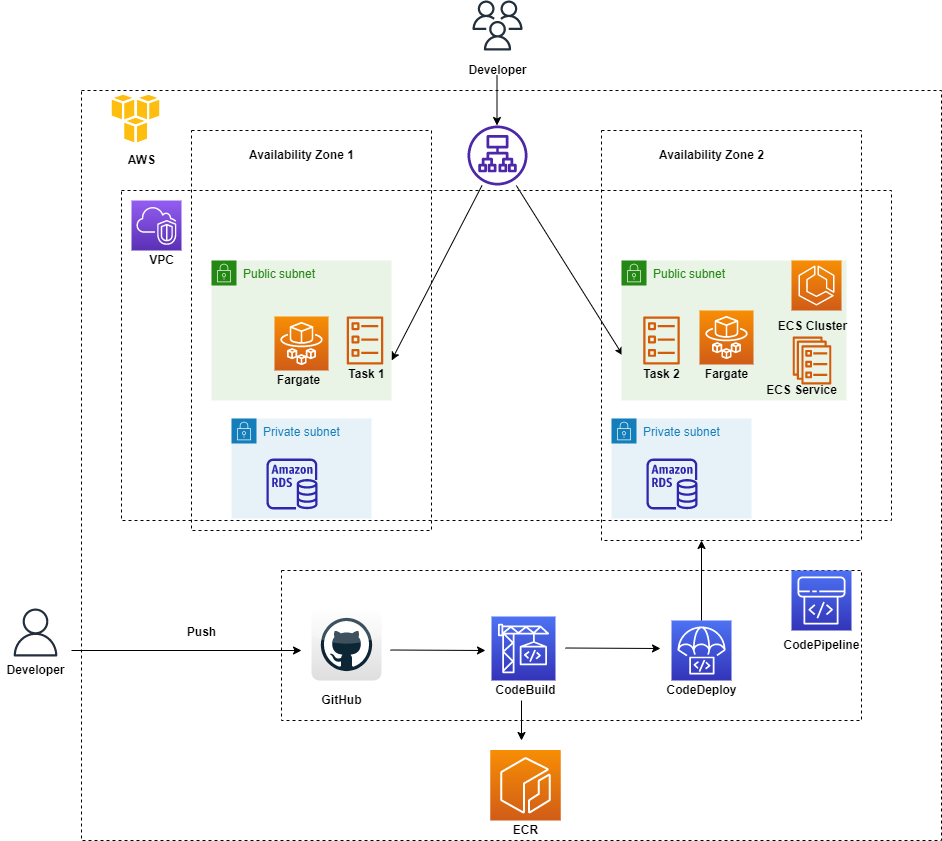 Developer
AWS
Availability Zone 1
Availability Zone 2
VPC
Public subnet
Public subnet
ECS Cluster
Fargate
Task 1
Task 2
Fargate
ECS Service
Private subnet
Private subnet
Amazon
RDS
Amazon
RDS
Push
Developer
GitHub
CodeBuild
CodeDeploy
CodePipeline
ECR